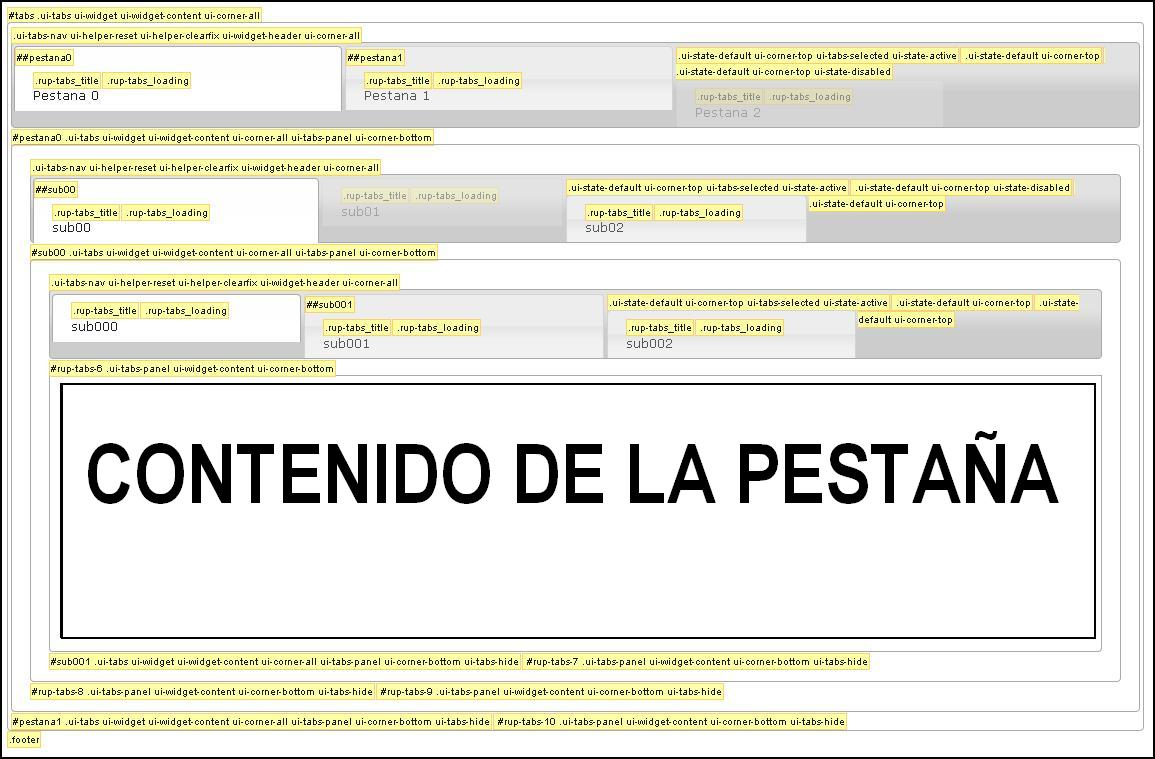 #tabs .ui-tabs ui-widget ui-widget-content ui-corner-all
.ui-tabs-nav ui-helper-reset ui-helper-clearfix ui-widget-header ui-corner-all
##pestana0
##pestana1
.ui-state-default ui-corner-top ui-tabs-selected ui-state-active .ui-state-default ui-corner-top
.ui-state-default ui-corner-top ui-state-disabled
.rup-tabs_title .rup-tabs_loading
Pestana 0
.rup-tabs_title .rup-tabs_loading
Pestana 1
.rup-tabs_title .rup-tabs_loading
Pestana 2
#pestana0 .ui-tabs ui-widget ui-widget-content ui-corner-all ui-tabs-panel ui-corner-bottom
.ui-tabs-nav ui-helper-reset ui-helper-clearfix ui-widget-header ui-corner-all
##sub00
.ui-state-default ui-corner-top ui-tabs-selected ui-state-active .ui-state-default ui-corner-top ui-state-disabled
.ui-state-default ui-corner-top
.rup-tabs_title .rup-tabs_loading
sub00
.rup-tabs_title .rup-tabs_loading
sub01
.rup-tabs_title .rup-tabs_loading
sub02
#sub00 .ui-tabs ui-widget ui-widget-content ui-corner-all ui-tabs-panel ui-corner-bottom
.ui-tabs-nav ui-helper-reset ui-helper-clearfix ui-widget-header ui-corner-all
.rup-tabs_title .rup-tabs_loading
sub000
##sub001
.rup-tabs_title .rup-tabs_loading
sub001
.ui-state-default ui-corner-top ui-tabs-selected ui-state-active .ui-state-default ui-corner-top .ui-state-
default ui-corner-top
.rup-tabs_title .rup-tabs_loading
sub002
#rup-tabs-6 .ui-tabs-panel ui-widget-content ui-corner-bottom
CONTENIDO DE LA PESTAÑA
#sub001 .ui-tabs ui-widget ui-widget-content ui-corner-all ui-tabs-panel ui-corner-bottom ui-tabs-hide #rup-tabs-7 .ui-tabs-panel ui-widget-content ui-corner-bottom ui-tabs-hide
#rup-tabs-8 .ui-tabs-panel ui-widget-content ui-corner-bottom ui-tabs-hide #rup-tabs-9 .ui-tabs-panel ui-widget-content ui-corner-bottom ui-tabs-hide
#pestana1 .ui-tabs ui-widget ui-widget-content ui-corner-all ui-tabs-panel ui-corner-bottom ui-tabs-hide #rup-tabs-10 .ui-tabs-panel ui-widget-content ui-corner-bottom ui-tabs-hide
.footer